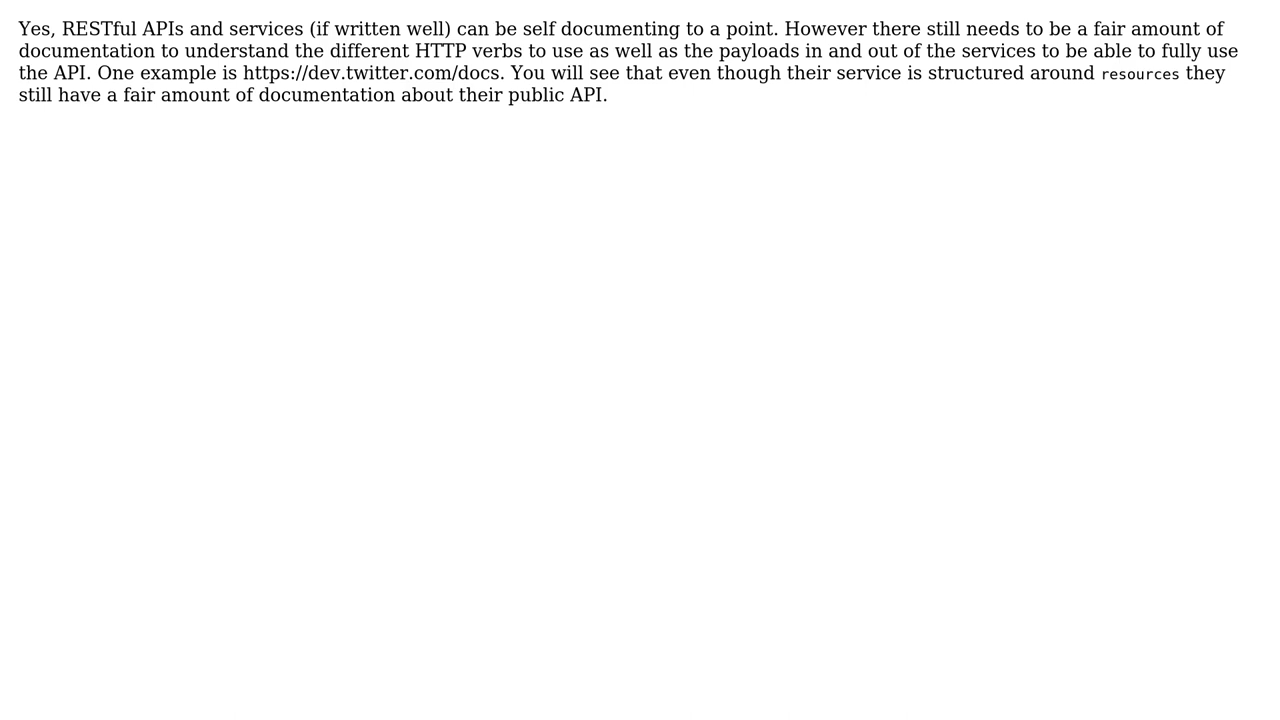 Yes, RESTful APIs and services (if written well) can be self documenting to a point. However there still needs to be a fair amount of
documentation to understand the different HTTP verbs to use as well as the payloads in and out of the services to be able to fully use
the API. One example is https://dev.twitter.com/docs. You will see that even though their service is structured around resources they
still have a fair amount of documentation about their public API.